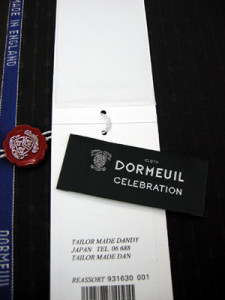 MADE IN ENGLAND
CLOTH
DORMEUIL
CELEBRATION
TAILOR MADE DANDY
JAPAN TEL. 06 688
TAILOR MADE DAN
REASSORT 931630 001
DORMEUIL